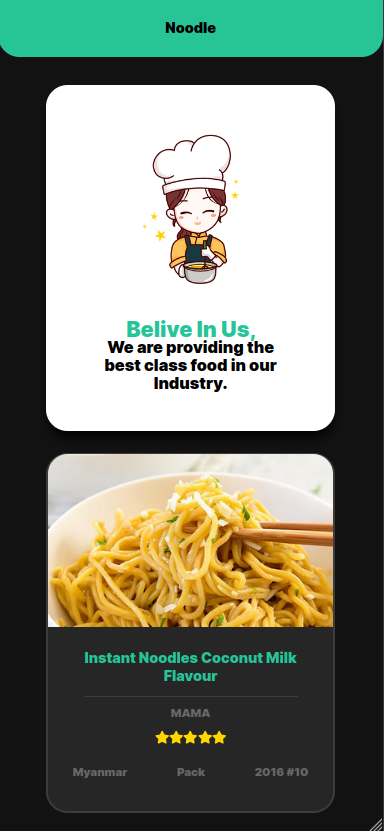 Noodle
Belive In Us,
We are providing the
best class food in our
Industry.
Instant Noodles Coconut Milk
Flavour
MAMA
Myanmar Pack 2016 #10